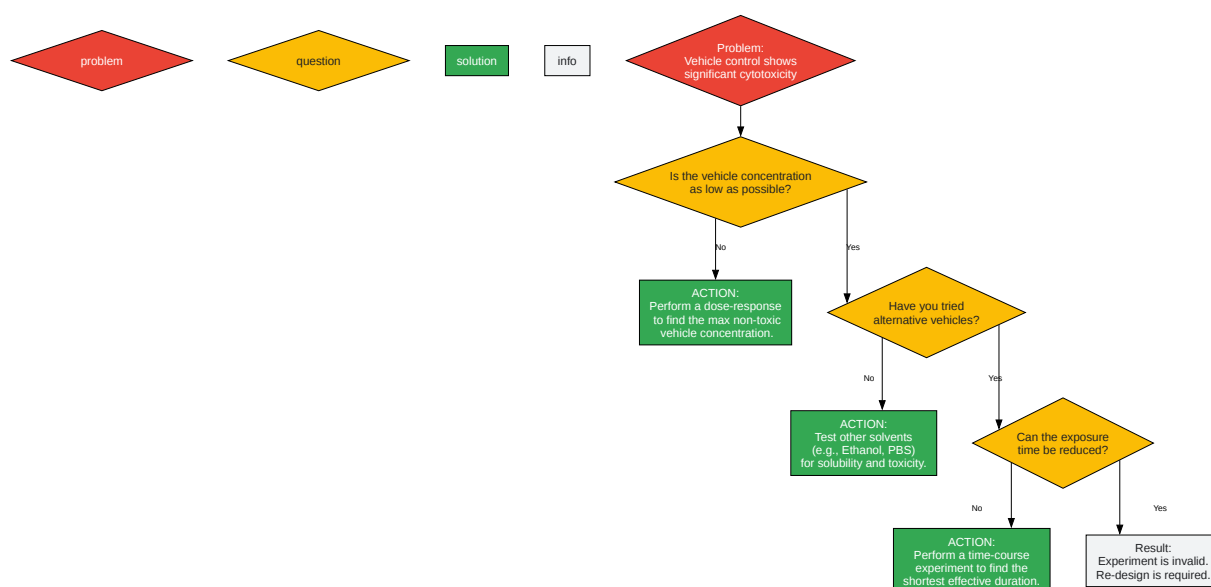 problem
question
solution
info
Problem:
Vehicle control shows
significant cytotoxicity
Is the vehicle concentration
as low as possible?
No
Yes
ACTION:
Perform a dose-response
to find the max non-toxic
vehicle concentration.
Have you tried
alternative vehicles?
No
Yes
ACTION:
Test other solvents
(e.g., Ethanol, PBS)
for solubility and toxicity.
Can the exposure
time be reduced?
No
Yes
ACTION:
Perform a time-course
experiment to find the
shortest effective duration.
Result:
Experiment is invalid.
Re-design is required.